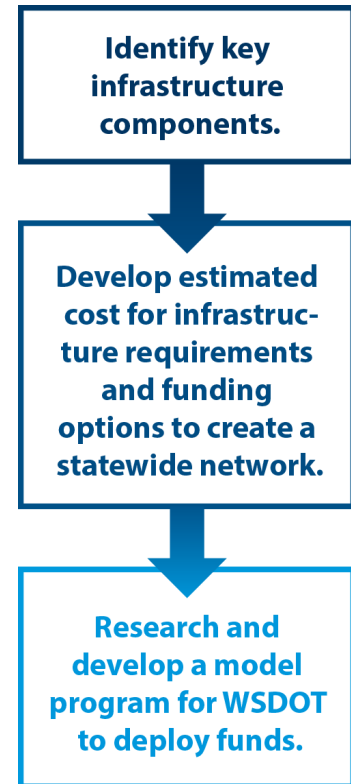 Identify key
infrastructure
components.
Develop estimated
cost for infrastruc-
ture requirements
and funding
options to create a
statewide network.
Research and
develop a model
program for WSDOT
to deploy funds.